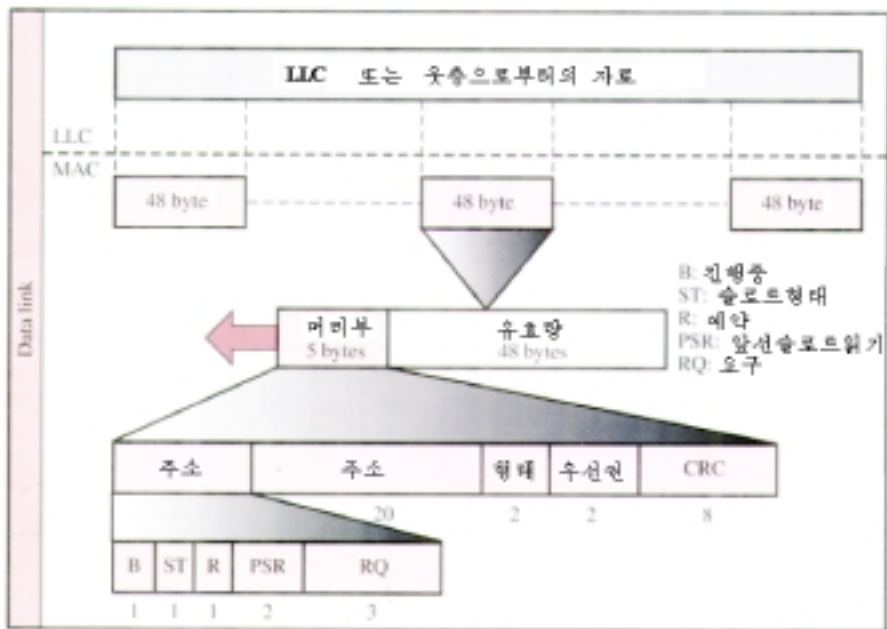 LLC 또는 웃층으로부터의 자료
LLC
MAC
48 byte
48 byte
48 byte
Data link
B: 진행중
ST: 슬로트형태
R: 예약
PSR: 앞선슬로트읽기
RQ: 요구
머리부
5 bytes
유효량
48 bytes
주소
주소
형태
우선권
CRC
20
2
2
8
B
ST
R
PSR
RQ
1
1
1
2
3